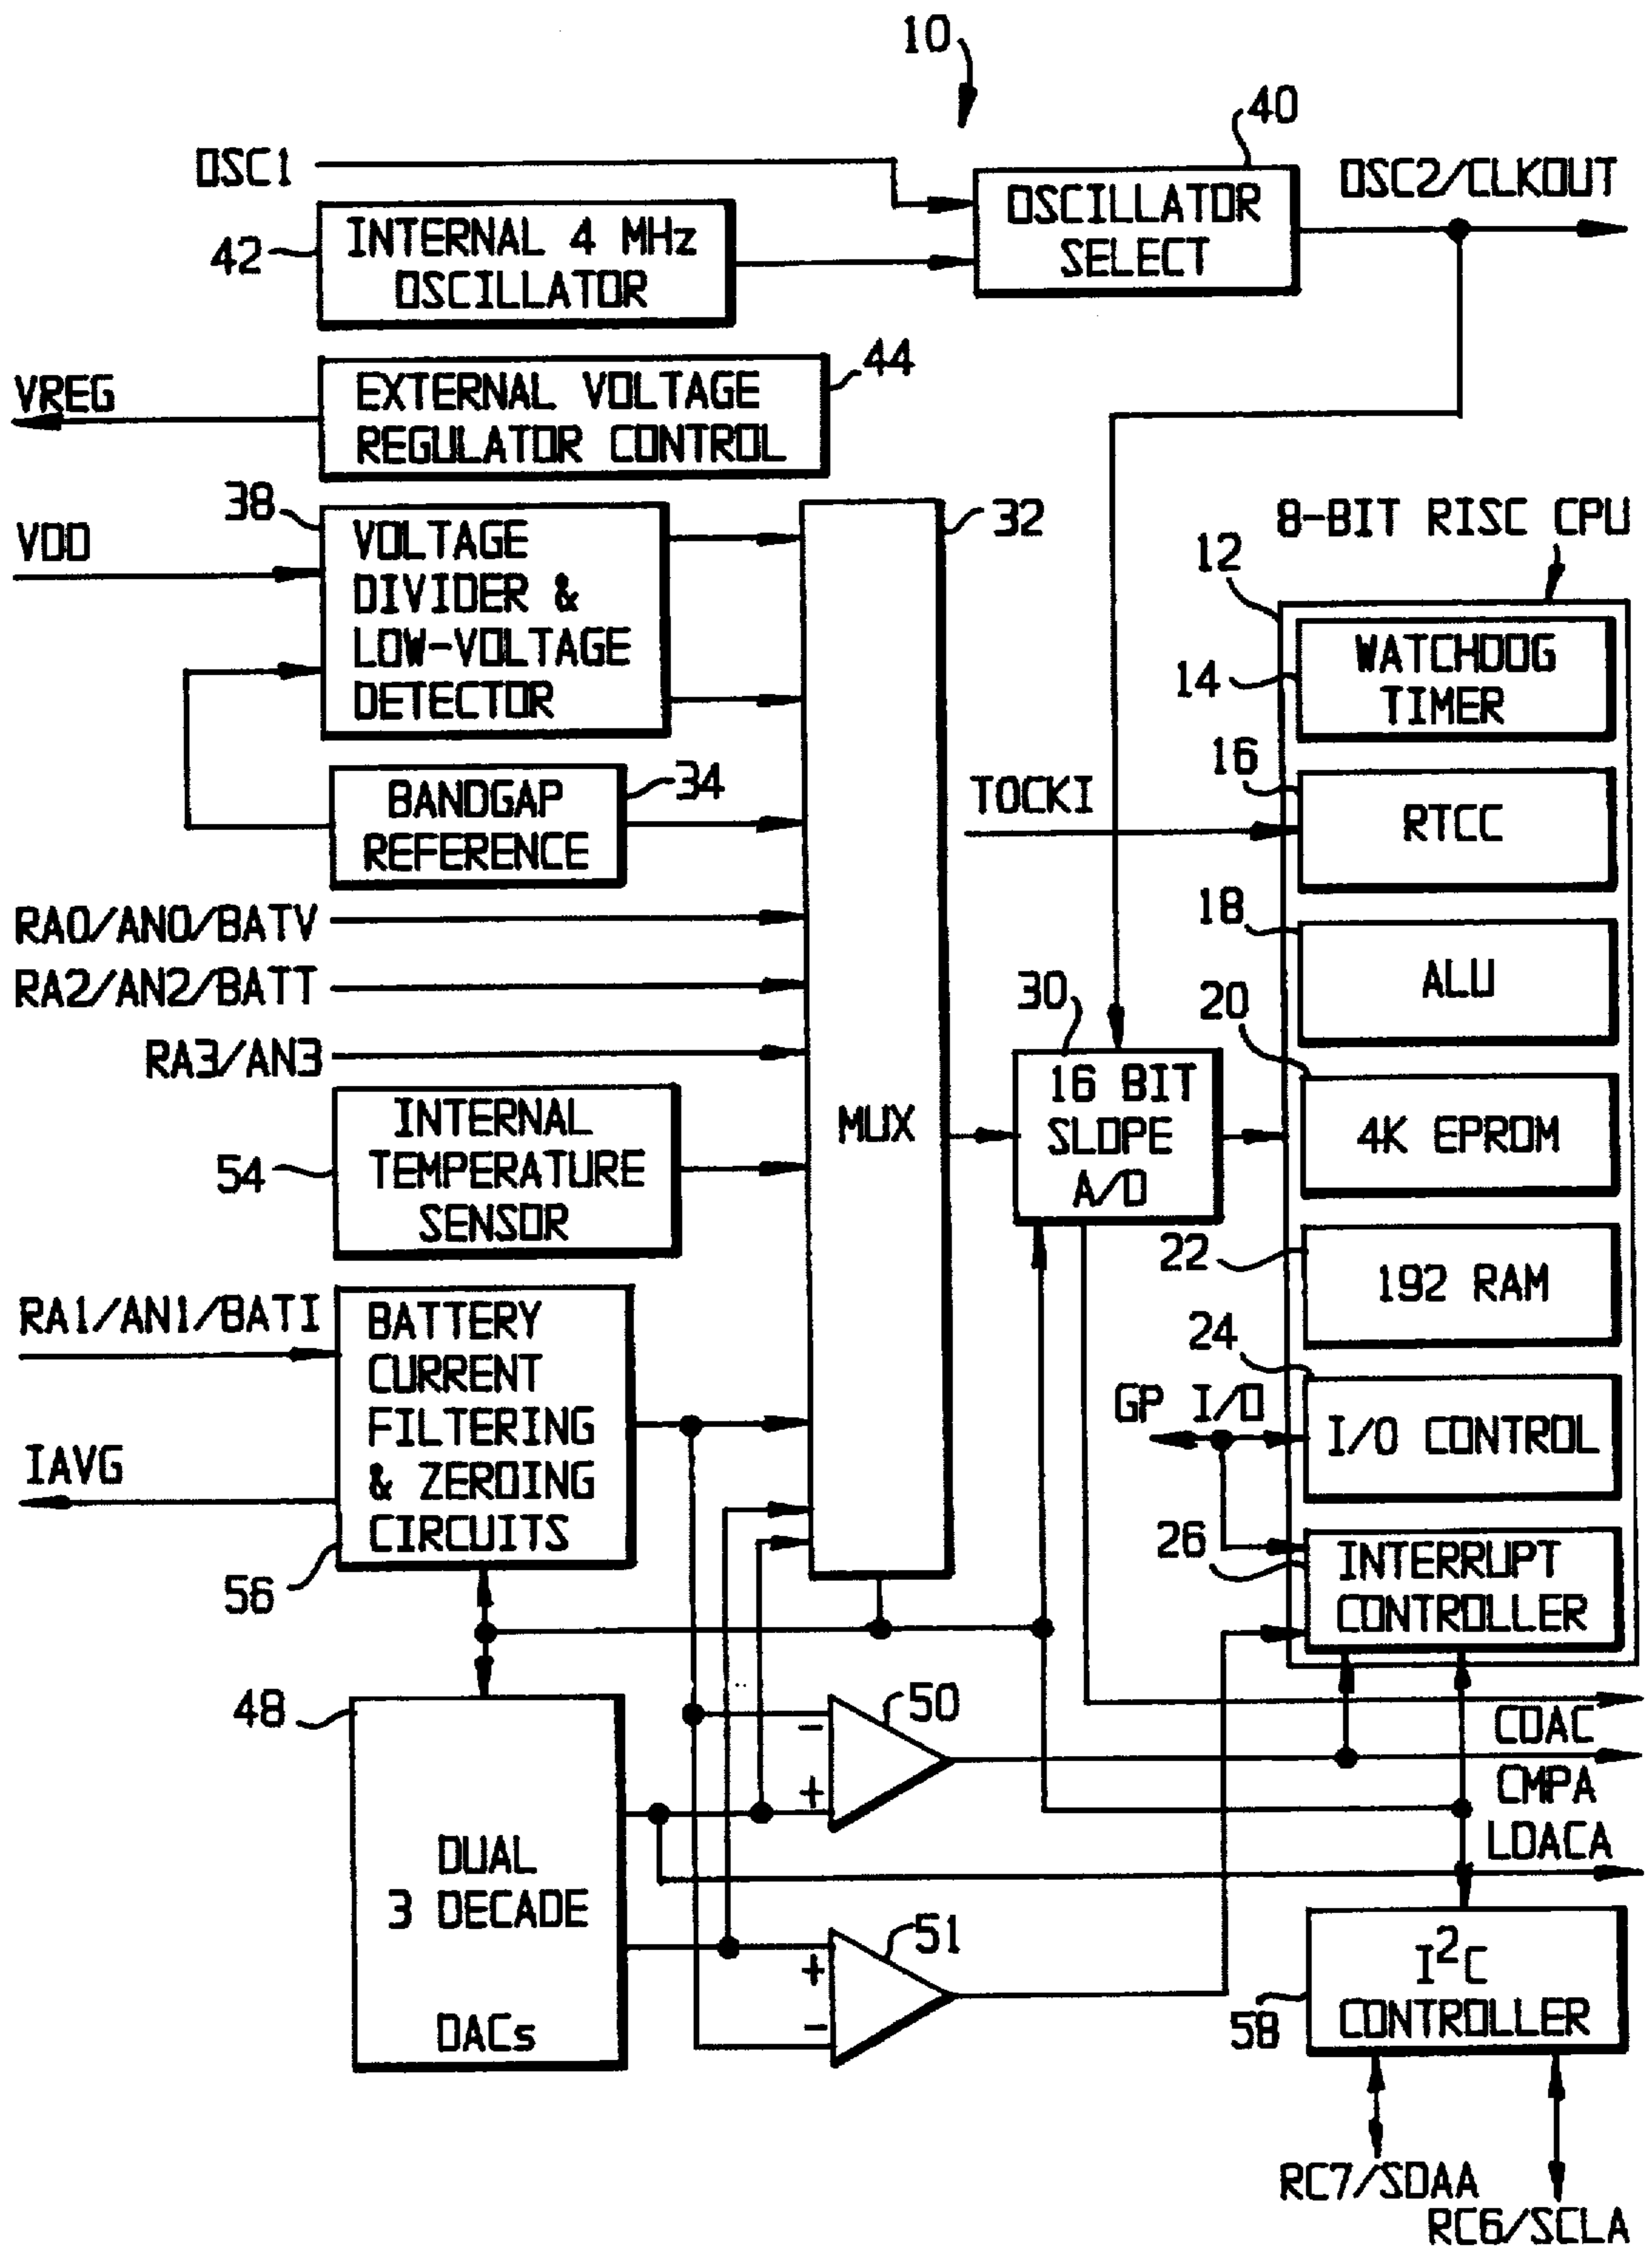 10
40
OSC1
OSC2/CLKOUT
OSCILLATOR
SELECT
42
INTERNAL 4 MHz
OSCILLATOR
44
VREG
EXTERNAL VOLTAGE
REGULATOR CONTROL
38
32
8-BIT RISC CPU
VDD
VOLTAGE
DIVIDER &
LOW-VOLTAGE
DETECTOR
12
14
WATCHDOG
TIMER
34
BANDGAP
REFERENCE
TOCKI
16
RTCC
RA0/AN0/BATV
18
ALU
RA2/AN2/BATT
30
20
RA3/AN3
16 BIT
SLOPE
A/D
4K EPROM
MUX
54
INTERNAL
TEMPERATURE
SENSOR
22
192 RAM
RA1/AN1/BATI
BATTERY
CURRENT
FILTERING
& ZEROING
CIRCUITS
24
GP I/O
I/O CONTROL
IAVG
56
26
INTERRUPT
CONTROLLER
48
50
-
+
CDAC
CMPA
LDACA
DUAL
3 DECADE
DACs
51
+
-
58
I²C
CONTROLLER
RC7/SDAA
RC6/SCLA